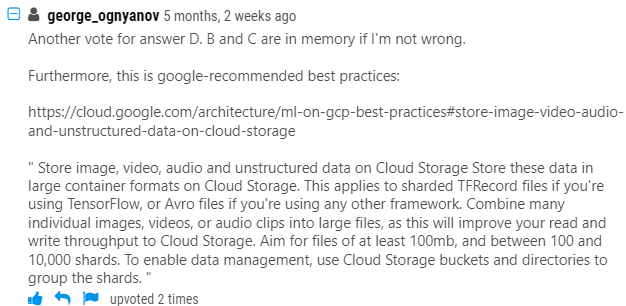 george_ognyanov 5 months, 2 weeks ago
Another vote for answer D. B and C are in memory if I'm not wrong.
Furthermore, this is google-recommended best practices:
https://cloud.google.com/architecture/ml-on-gcp-best-practices#store-image-video-audio-
and-unstructured-data-on-cloud-storage
" Store image, video, audio and unstructured data on Cloud Storage Store these data in
large container formats on Cloud Storage. This applies to sharded TFRecord files if you're
using TensorFlow, or Avro files if you're using any other framework. Combine many
individual images, videos, or audio clips into large files, as this will improve your read and
write throughput to Cloud Storage. Aim for files of at least 100mb, and between 100 and
10,000 shards. To enable data management, use Cloud Storage buckets and directories to
group the shards. "
upvoted 2 times